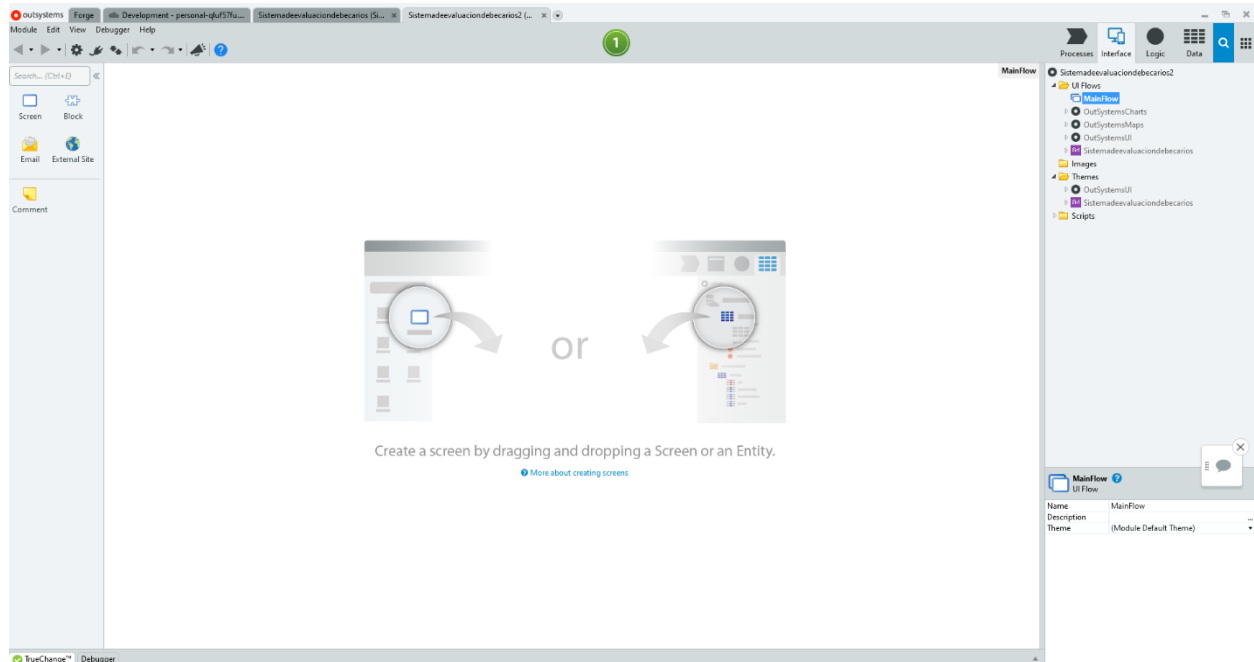 outsystems Forge Development - personal-qluf57fu.... Sistemadeevaluaciondebecarios (Si... x Sistemadeevaluaciondebecarios2 (... x
Module Edit View Debugger Help
1
Processes Interface Logic Data
Search... (Ctrl+E)
Screen Block
Email External Site
Comment
MainFlow
or
Create a screen by dragging and dropping a Screen or an Entity.
More about creating screens
Sistemadeevaluaciondebecarios2
UI Flows
MainFlow
OutSystemsCharts
OutSystemsMaps
OutSystemsUI
Sistemadeevaluaciondebecarios
Images
Themes
OutSystemsUI
Sistemadeevaluaciondebecarios
Scripts
MainFlow
UI Flow
Name MainFlow
Description ...
Theme (Module Default Theme)
TrueChange™ Debugger